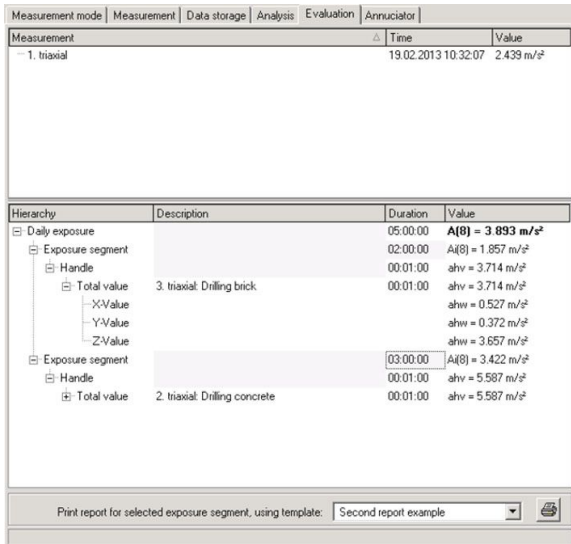 Measurement mode Measurement Data storage Analysis Evaluation Annuciator
Measurement Time Value
1. triaxial 19.02.2013 10:32:07 2.439 m/s²
Hierarchy Description Duration Value
Daily exposure 05:00:00 A(8) = 3.893 m/s²
Exposure segment 02:00:00 Ai(8) = 1.857 m/s²
Handle 00:01:00 ahv = 3.714 m/s²
Total value 3. triaxial: Drilling brick 00:01:00 ahv = 3.714 m/s²
X-Value ahw = 0.527 m/s²
Y-Value ahw = 0.372 m/s²
Z-Value ahw = 3.657 m/s²
Exposure segment 03:00:00 Ai(8) = 3.422 m/s²
Handle 00:01:00 ahv = 5.587 m/s²
Total value 2. triaxial: Drilling concrete 00:01:00 ahv = 5.587 m/s²
Print report for selected exposure segment, using template: Second report example